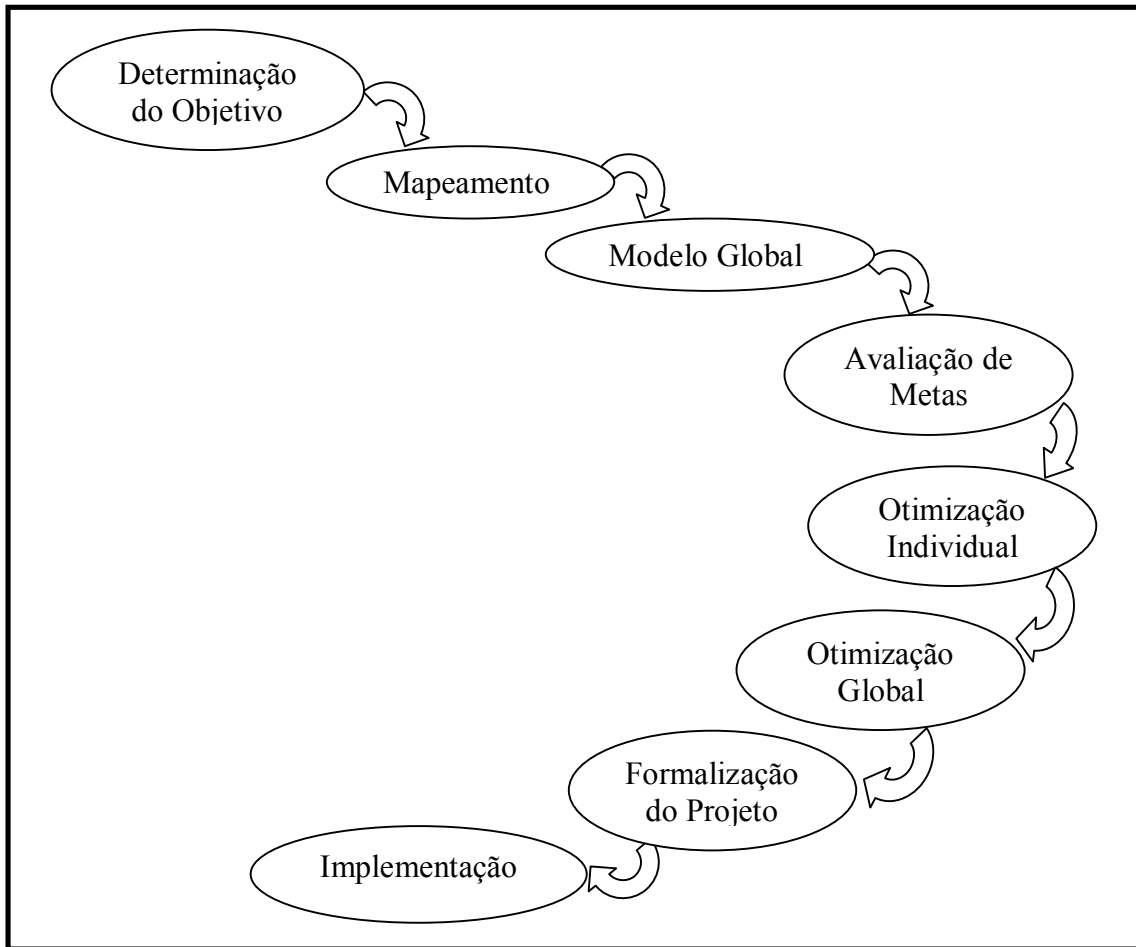 Determinação
do Objetivo
Mapeamento
Modelo Global
Avaliação de
Metas
Otimização
Individual
Otimização
Global
Formalização
do Projeto
Implementação